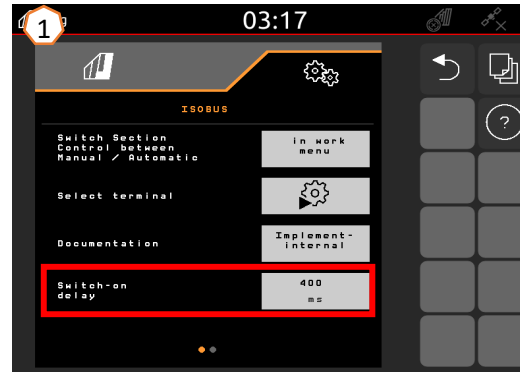 1
03:17
ISOBUS
Switch Section
Control between
Manual / Automatic
in work
menu
Select terminal
Documentation
Implement-
internal
Switch-on
delay
400
ms
?